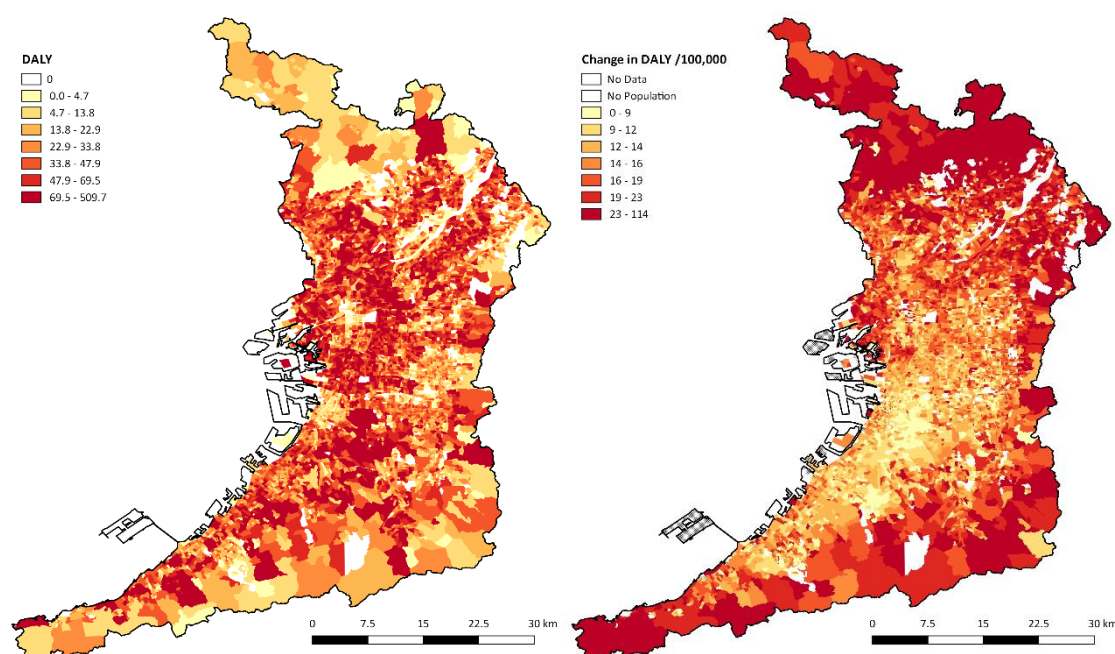 DALY
0
0.0 - 4.7
4.7 - 13.8
13.8 - 22.9
22.9 - 33.8
33.8 - 47.9
47.9 - 69.5
69.5 - 509.7
0 7.5 15 22.5 30 km
Change in DALY /100,000
No Data
No Population
0 - 9
9 - 12
12 - 14
14 - 16
16 - 19
19 - 23
23 - 114
0 7.5 15 22.5 30 km